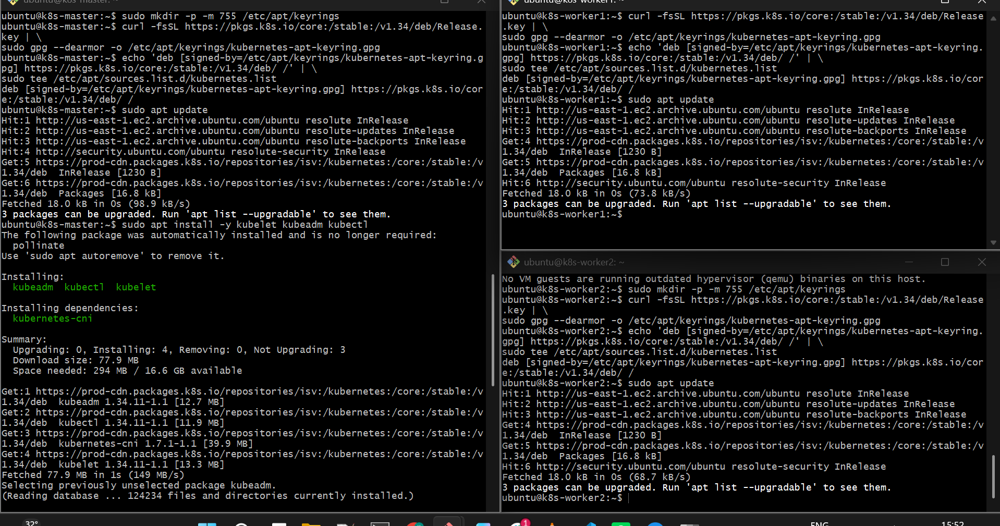 ubuntu@k8s-master: ~
ubuntu@k8s-master:~$ sudo mkdir -p -m 755 /etc/apt/keyrings
ubuntu@k8s-master:~$ curl -fsSL https://pkgs.k8s.io/core:/stable:/v1.34/deb/Release.
key | \
sudo gpg --dearmor -o /etc/apt/keyrings/kubernetes-apt-keyring.gpg
ubuntu@k8s-master:~$ echo 'deb [signed-by=/etc/apt/keyrings/kubernetes-apt-keyring.g
pg] https://pkgs.k8s.io/core:/stable:/v1.34/deb/ /' | \
sudo tee /etc/apt/sources.list.d/kubernetes.list
deb [signed-by=/etc/apt/keyrings/kubernetes-apt-keyring.gpg] https://pkgs.k8s.io/cor
e:/stable:/v1.34/deb/ /
ubuntu@k8s-master:~$ sudo apt update
Hit:1 http://us-east-1.ec2.archive.ubuntu.com/ubuntu resolute InRelease
Hit:2 http://us-east-1.ec2.archive.ubuntu.com/ubuntu resolute-updates InRelease
Hit:3 http://us-east-1.ec2.archive.ubuntu.com/ubuntu resolute-backports InRelease
Hit:4 http://security.ubuntu.com/ubuntu resolute-security InRelease
Get:5 https://prod-cdn.packages.k8s.io/repositories/isv:/kubernetes:/core:/stable:/v
1.34/deb  InRelease [1230 B]
Get:6 https://prod-cdn.packages.k8s.io/repositories/isv:/kubernetes:/core:/stable:/v
1.34/deb  Packages [16.8 kB]
Fetched 18.0 kB in 0s (98.9 kB/s)
3 packages can be upgraded. Run 'apt list --upgradable' to see them.
ubuntu@k8s-master:~$ sudo apt install -y kubelet kubeadm kubectl
The following package was automatically installed and is no longer required:
  pollinate
Use 'sudo apt autoremove' to remove it.
Installing:
  kubeadm  kubectl  kubelet
Installing dependencies:
  kubernetes-cni
Summary:
  Upgrading: 0, Installing: 4, Removing: 0, Not Upgrading: 3
  Download size: 77.9 MB
  Space needed: 294 MB / 16.6 GB available
Get:1 https://prod-cdn.packages.k8s.io/repositories/isv:/kubernetes:/core:/stable:/v
1.34/deb  kubeadm 1.34.11-1.1 [12.7 MB]
Get:2 https://prod-cdn.packages.k8s.io/repositories/isv:/kubernetes:/core:/stable:/v
1.34/deb  kubectl 1.34.11-1.1 [11.9 MB]
Get:3 https://prod-cdn.packages.k8s.io/repositories/isv:/kubernetes:/core:/stable:/v
1.34/deb  kubernetes-cni 1.7.1-1.1 [39.9 MB]
Get:4 https://prod-cdn.packages.k8s.io/repositories/isv:/kubernetes:/core:/stable:/v
1.34/deb  kubelet 1.34.11-1.1 [13.3 MB]
Fetched 77.9 MB in 1s (149 MB/s)
Selecting previously unselected package kubeadm.
(Reading database ... 124234 files and directories currently installed.)
ubuntu@k8s-worker1: ~
ubuntu@k8s-worker1:~$ curl -fsSL https://pkgs.k8s.io/core:/stable:/v1.34/deb/Release
.key | \
sudo gpg --dearmor -o /etc/apt/keyrings/kubernetes-apt-keyring.gpg
ubuntu@k8s-worker1:~$ echo 'deb [signed-by=/etc/apt/keyrings/kubernetes-apt-keyring.
gpg] https://pkgs.k8s.io/core:/stable:/v1.34/deb/ /' | \
sudo tee /etc/apt/sources.list.d/kubernetes.list
deb [signed-by=/etc/apt/keyrings/kubernetes-apt-keyring.gpg] https://pkgs.k8s.io/cor
e:/stable:/v1.34/deb/ /
ubuntu@k8s-worker1:~$ sudo apt update
Hit:1 http://us-east-1.ec2.archive.ubuntu.com/ubuntu resolute InRelease
Hit:2 http://us-east-1.ec2.archive.ubuntu.com/ubuntu resolute-updates InRelease
Hit:3 http://us-east-1.ec2.archive.ubuntu.com/ubuntu resolute-backports InRelease
Get:4 https://prod-cdn.packages.k8s.io/repositories/isv:/kubernetes:/core:/stable:/v
1.34/deb  InRelease [1230 B]
Get:5 https://prod-cdn.packages.k8s.io/repositories/isv:/kubernetes:/core:/stable:/v
1.34/deb  Packages [16.8 kB]
Hit:6 http://security.ubuntu.com/ubuntu resolute-security InRelease
Fetched 18.0 kB in 0s (73.8 kB/s)
3 packages can be upgraded. Run 'apt list --upgradable' to see them.
ubuntu@k8s-worker1:~$
ubuntu@k8s-worker2: ~
No VM guests are running outdated hypervisor (qemu) binaries on this host.
ubuntu@k8s-worker2:~$ sudo mkdir -p -m 755 /etc/apt/keyrings
ubuntu@k8s-worker2:~$ curl -fsSL https://pkgs.k8s.io/core:/stable:/v1.34/deb/Release
.key | \
sudo gpg --dearmor -o /etc/apt/keyrings/kubernetes-apt-keyring.gpg
ubuntu@k8s-worker2:~$ echo 'deb [signed-by=/etc/apt/keyrings/kubernetes-apt-keyring.
gpg] https://pkgs.k8s.io/core:/stable:/v1.34/deb/ /' | \
sudo tee /etc/apt/sources.list.d/kubernetes.list
deb [signed-by=/etc/apt/keyrings/kubernetes-apt-keyring.gpg] https://pkgs.k8s.io/cor
e:/stable:/v1.34/deb/ /
ubuntu@k8s-worker2:~$ sudo apt update
Hit:1 http://us-east-1.ec2.archive.ubuntu.com/ubuntu resolute InRelease
Hit:2 http://us-east-1.ec2.archive.ubuntu.com/ubuntu resolute-updates InRelease
Hit:3 http://us-east-1.ec2.archive.ubuntu.com/ubuntu resolute-backports InRelease
Get:4 https://prod-cdn.packages.k8s.io/repositories/isv:/kubernetes:/core:/stable:/v
1.34/deb  InRelease [1230 B]
Get:5 https://prod-cdn.packages.k8s.io/repositories/isv:/kubernetes:/core:/stable:/v
1.34/deb  Packages [16.8 kB]
Hit:6 http://security.ubuntu.com/ubuntu resolute-security InRelease
Fetched 18.0 kB in 0s (68.7 kB/s)
3 packages can be upgraded. Run 'apt list --upgradable' to see them.
ubuntu@k8s-worker2:~$
32°
1
ENG
15:52